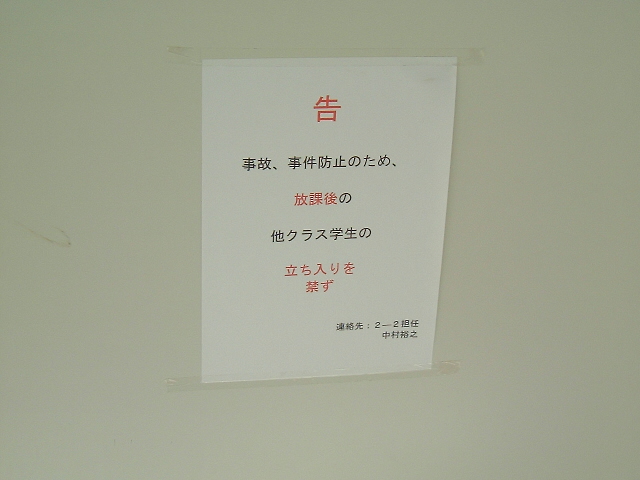 告
事故、事件防止のため、
放課後の
他クラス学生の
立ち入りを
禁ず
連絡先：２－２担任
中村裕之